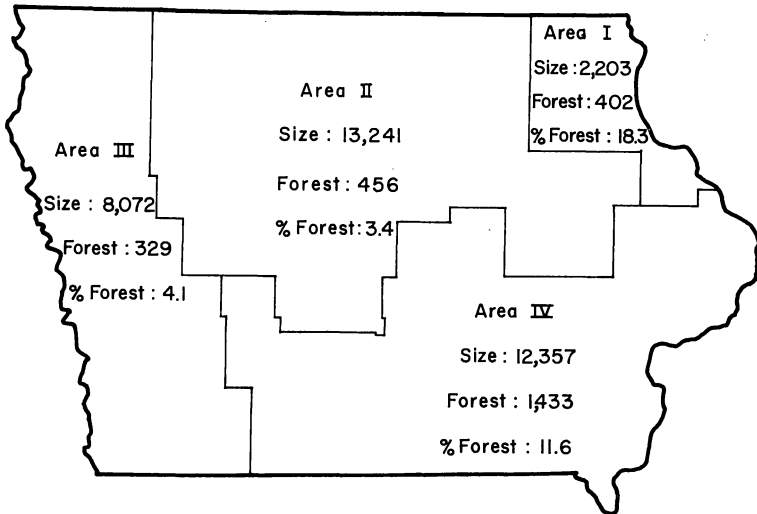 Area I
Size : 2,203
Forest : 402
% Forest : 18.3
Area II
Size : 13,241
Forest : 456
% Forest : 3.4
Area III
Size : 8,072
Forest : 329
% Forest : 4.1
Area IV
Size : 12,357
Forest : 1,433
% Forest : 11.6